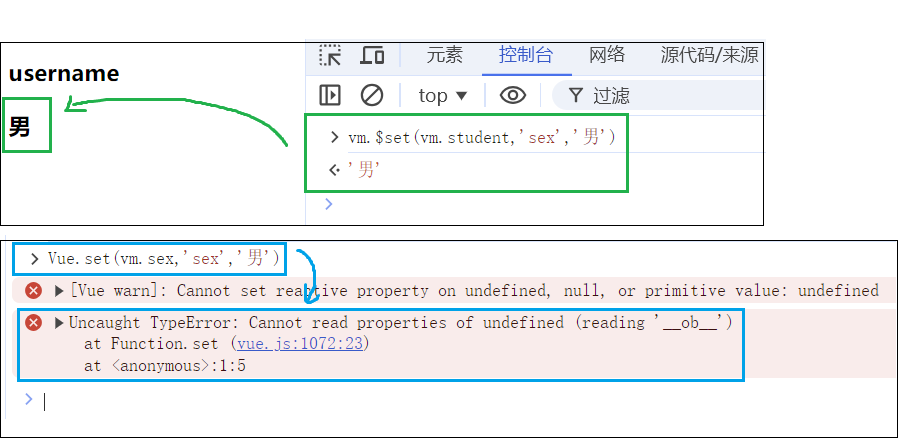 元素 控制台 网络 源代码/来源
username
top 过滤
男
> vm.$set(vm.student,'sex','男')
'男'
>
> Vue.set(vm.sex,'sex','男')
[Vue warn]: Cannot set reactive property on undefined, null, or primitive value: undefined
Uncaught TypeError: Cannot read properties of undefined (reading '__ob__')
at Function.set (vue.js:1072:23)
at <anonymous>:1:5
>